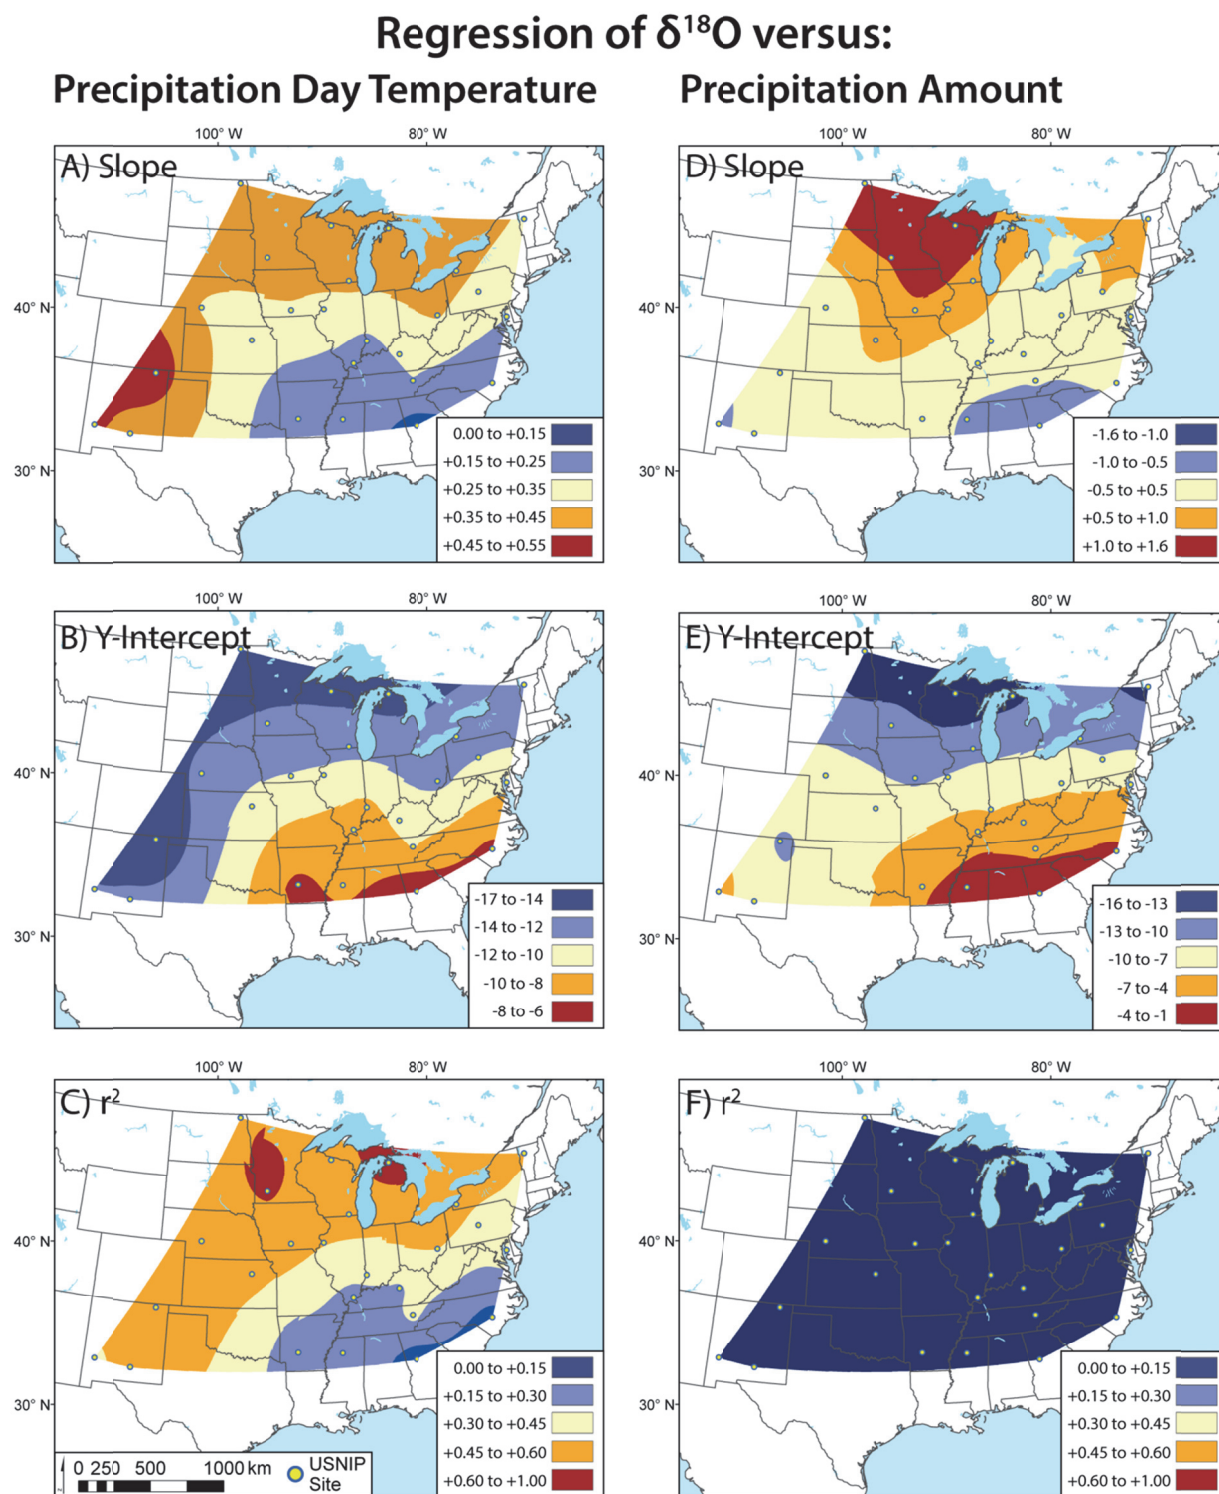 Regression of δ¹⁸O versus:
Precipitation Day Temperature
Precipitation Amount
100° W
80° W
A) Slope
40° N
30° N
0.00 to +0.15
+0.15 to +0.25
+0.25 to +0.35
+0.35 to +0.45
+0.45 to +0.55
100° W
80° W
D) Slope
-1.6 to -1.0
-1.0 to -0.5
-0.5 to +0.5
+0.5 to +1.0
+1.0 to +1.6
100° W
80° W
B) Y-Intercept
40° N
30° N
-17 to -14
-14 to -12
-12 to -10
-10 to -8
-8 to -6
100° W
80° W
E) Y-Intercept
40° N
30° N
-16 to -13
-13 to -10
-10 to -7
-7 to -4
-4 to -1
100° W
80° W
C) r²
40° N
30° N
0.00 to +0.15
+0.15 to +0.30
+0.30 to +0.45
+0.45 to +0.60
+0.60 to +1.00
0 250 500 1000 km
USNIP
Site
100° W
80° W
F) r²
40° N
30° N
0.00 to +0.15
+0.15 to +0.30
+0.30 to +0.45
+0.45 to +0.60
+0.60 to +1.00
40° N
30° N